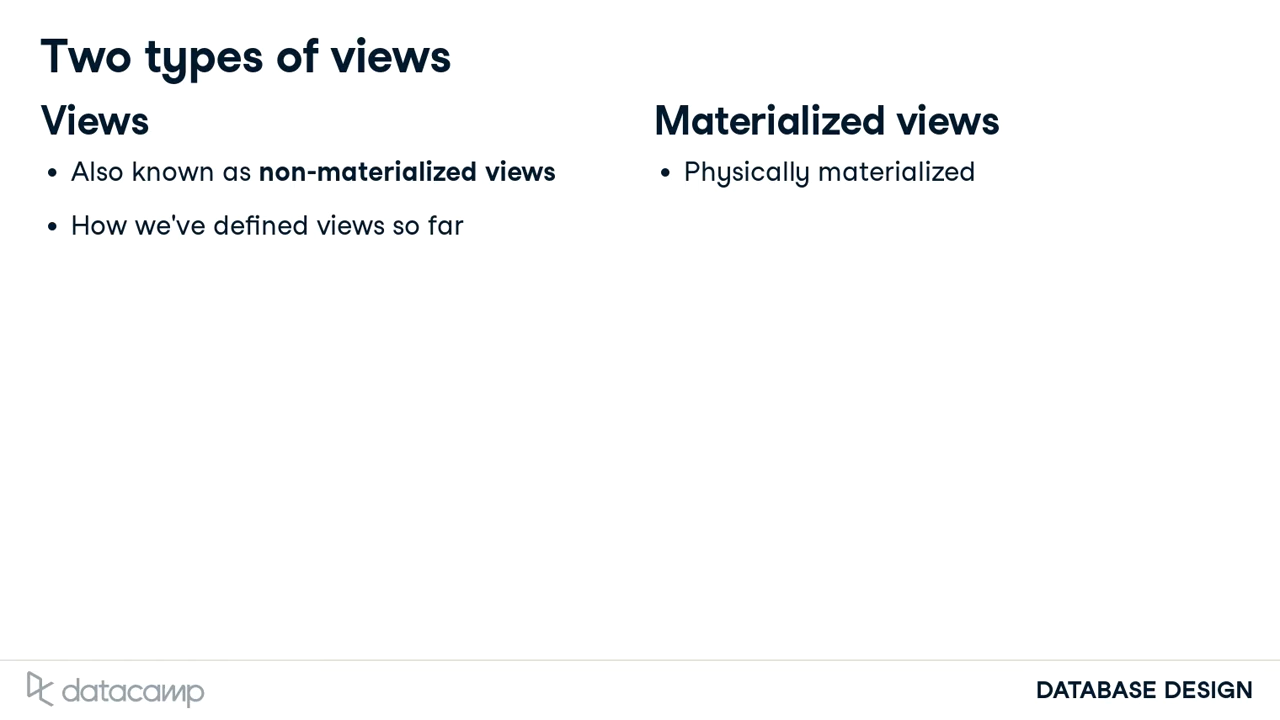 Two types of views
Views
• Also known as non-materialized views
• How we've defined views so far
Materialized views
• Physically materialized
datacamp
DATABASE DESIGN